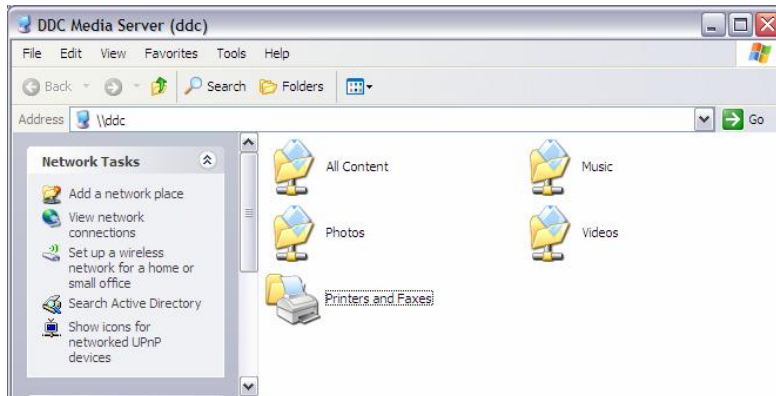 DDC Media Server (ddc)
File Edit View Favorites Tools Help
Back Search Folders
Address \\ddc Go
Network Tasks
Add a network place
View network
connections
Set up a wireless
network for a home or
small office
Search Active Directory
Show icons for
networked UPnP
devices
All Content Music
Photos Videos
Printers and Faxes